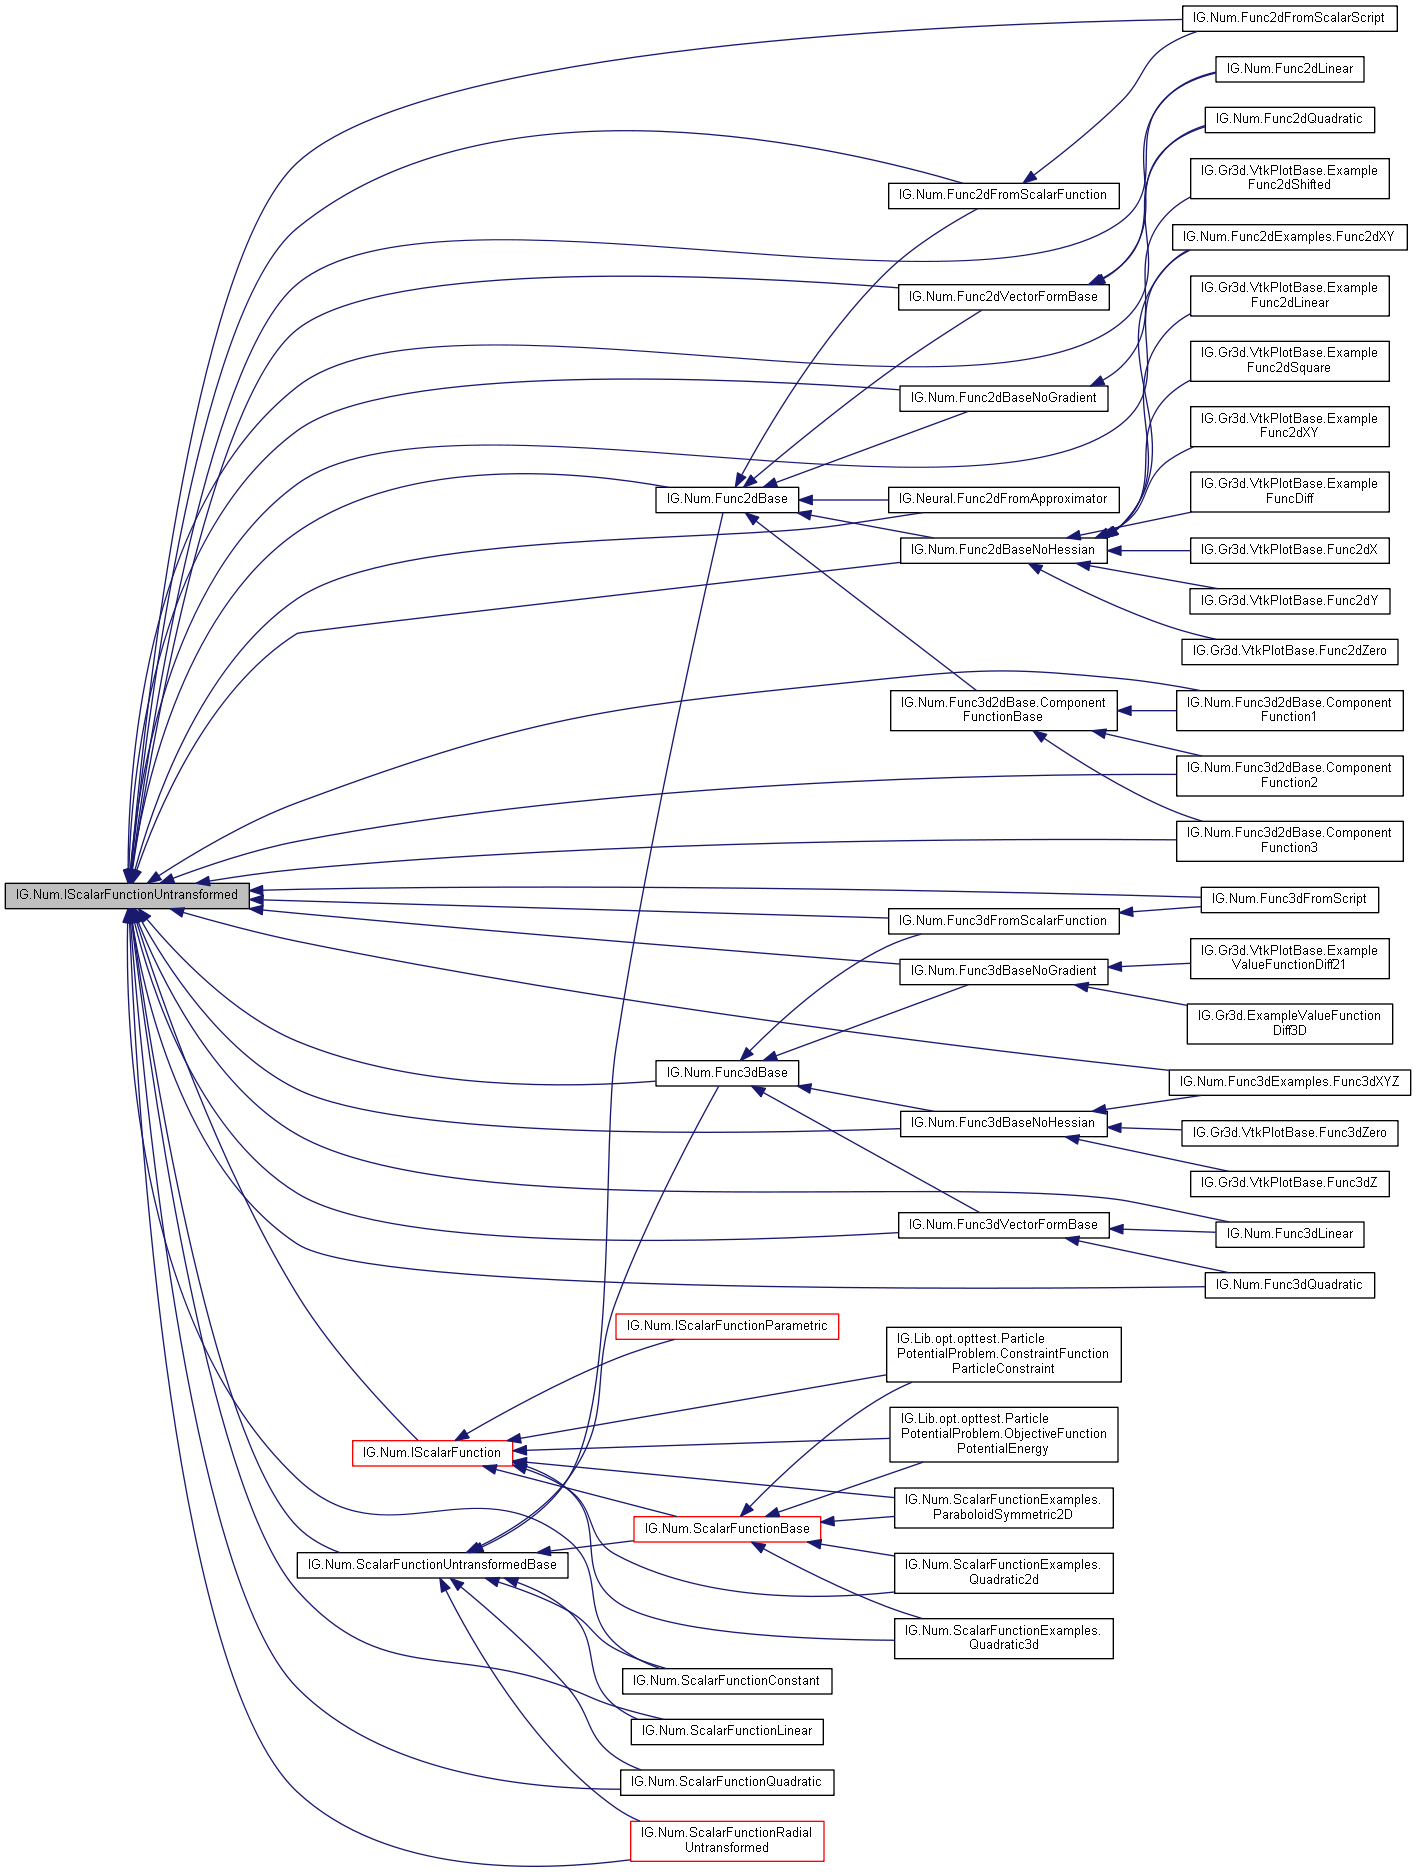 IG.Num.Func2dFromScalarScript
IG.Num.Func2dLinear
IG.Num.Func2dQuadratic
IG.Gr3d.VtkPlotBase.Example
Func2dShifted
IG.Num.Func2dFromScalarFunction
IG.Num.Func2dExamples.Func2dXY
IG.Gr3d.VtkPlotBase.Example
Func2dLinear
IG.Num.Func2dVectorFormBase
IG.Gr3d.VtkPlotBase.Example
Func2dSquare
IG.Num.Func2dBaseNoGradient
IG.Gr3d.VtkPlotBase.Example
Func2dXY
IG.Gr3d.VtkPlotBase.Example
FuncDiff
IG.Num.Func2dBase
IG.Neural.Func2dFromApproximator
IG.Num.Func2dBaseNoHessian
IG.Gr3d.VtkPlotBase.Func2dX
IG.Gr3d.VtkPlotBase.Func2dY
IG.Gr3d.VtkPlotBase.Func2dZero
IG.Num.Func3d2dBase.Component
FunctionBase
IG.Num.Func3d2dBase.Component
Function1
IG.Num.Func3d2dBase.Component
Function2
IG.Num.Func3d2dBase.Component
Function3
IG.Num.IScalarFunctionUntransformed
IG.Num.Func3dFromScript
IG.Num.Func3dFromScalarFunction
IG.Gr3d.VtkPlotBase.Example
ValueFunctionDiff21
IG.Num.Func3dBaseNoGradient
IG.Gr3d.ExampleValueFunction
Diff3D
IG.Num.Func3dBase
IG.Num.Func3dExamples.Func3dXYZ
IG.Num.Func3dBaseNoHessian
IG.Gr3d.VtkPlotBase.Func3dZero
IG.Gr3d.VtkPlotBase.Func3dZ
IG.Num.Func3dVectorFormBase
IG.Num.Func3dLinear
IG.Num.Func3dQuadratic
IG.Num.IScalarFunctionParametric
IG.Lib.opt.opttest.Particle
PotentialProblem.ConstraintFunction
ParticleConstraint
IG.Lib.opt.opttest.Particle
PotentialProblem.ObjectiveFunction
PotentialEnergy
IG.Num.IScalarFunction
IG.Num.ScalarFunctionExamples.
ParaboloidSymmetric2D
IG.Num.ScalarFunctionBase
IG.Num.ScalarFunctionUntransformedBase
IG.Num.ScalarFunctionExamples.
Quadratic2d
IG.Num.ScalarFunctionExamples.
Quadratic3d
IG.Num.ScalarFunctionConstant
IG.Num.ScalarFunctionLinear
IG.Num.ScalarFunctionQuadratic
IG.Num.ScalarFunctionRadial
Untransformed